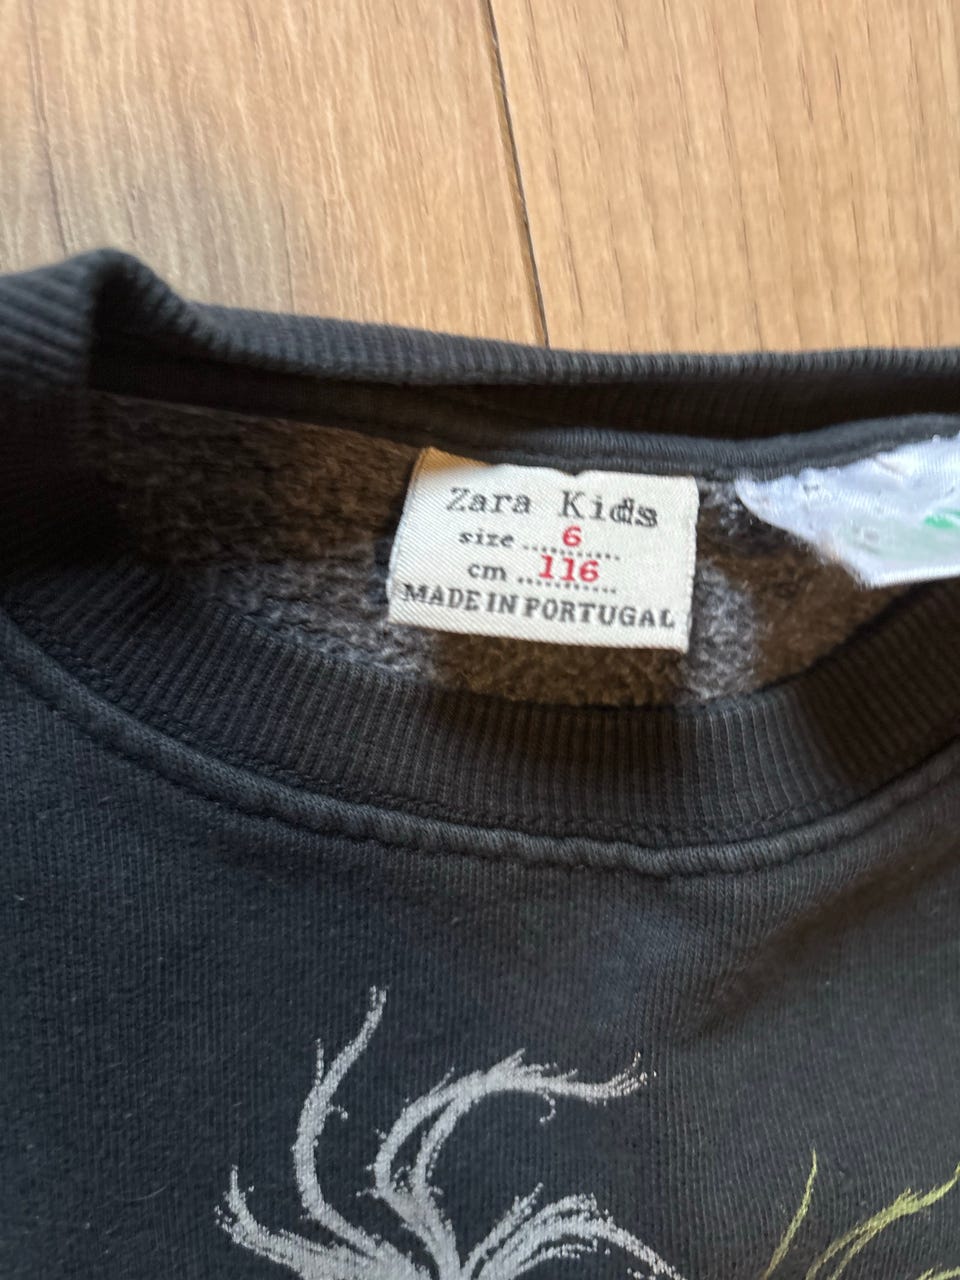 Zara Kids
size 6
cm 116
MADE IN PORTUGAL